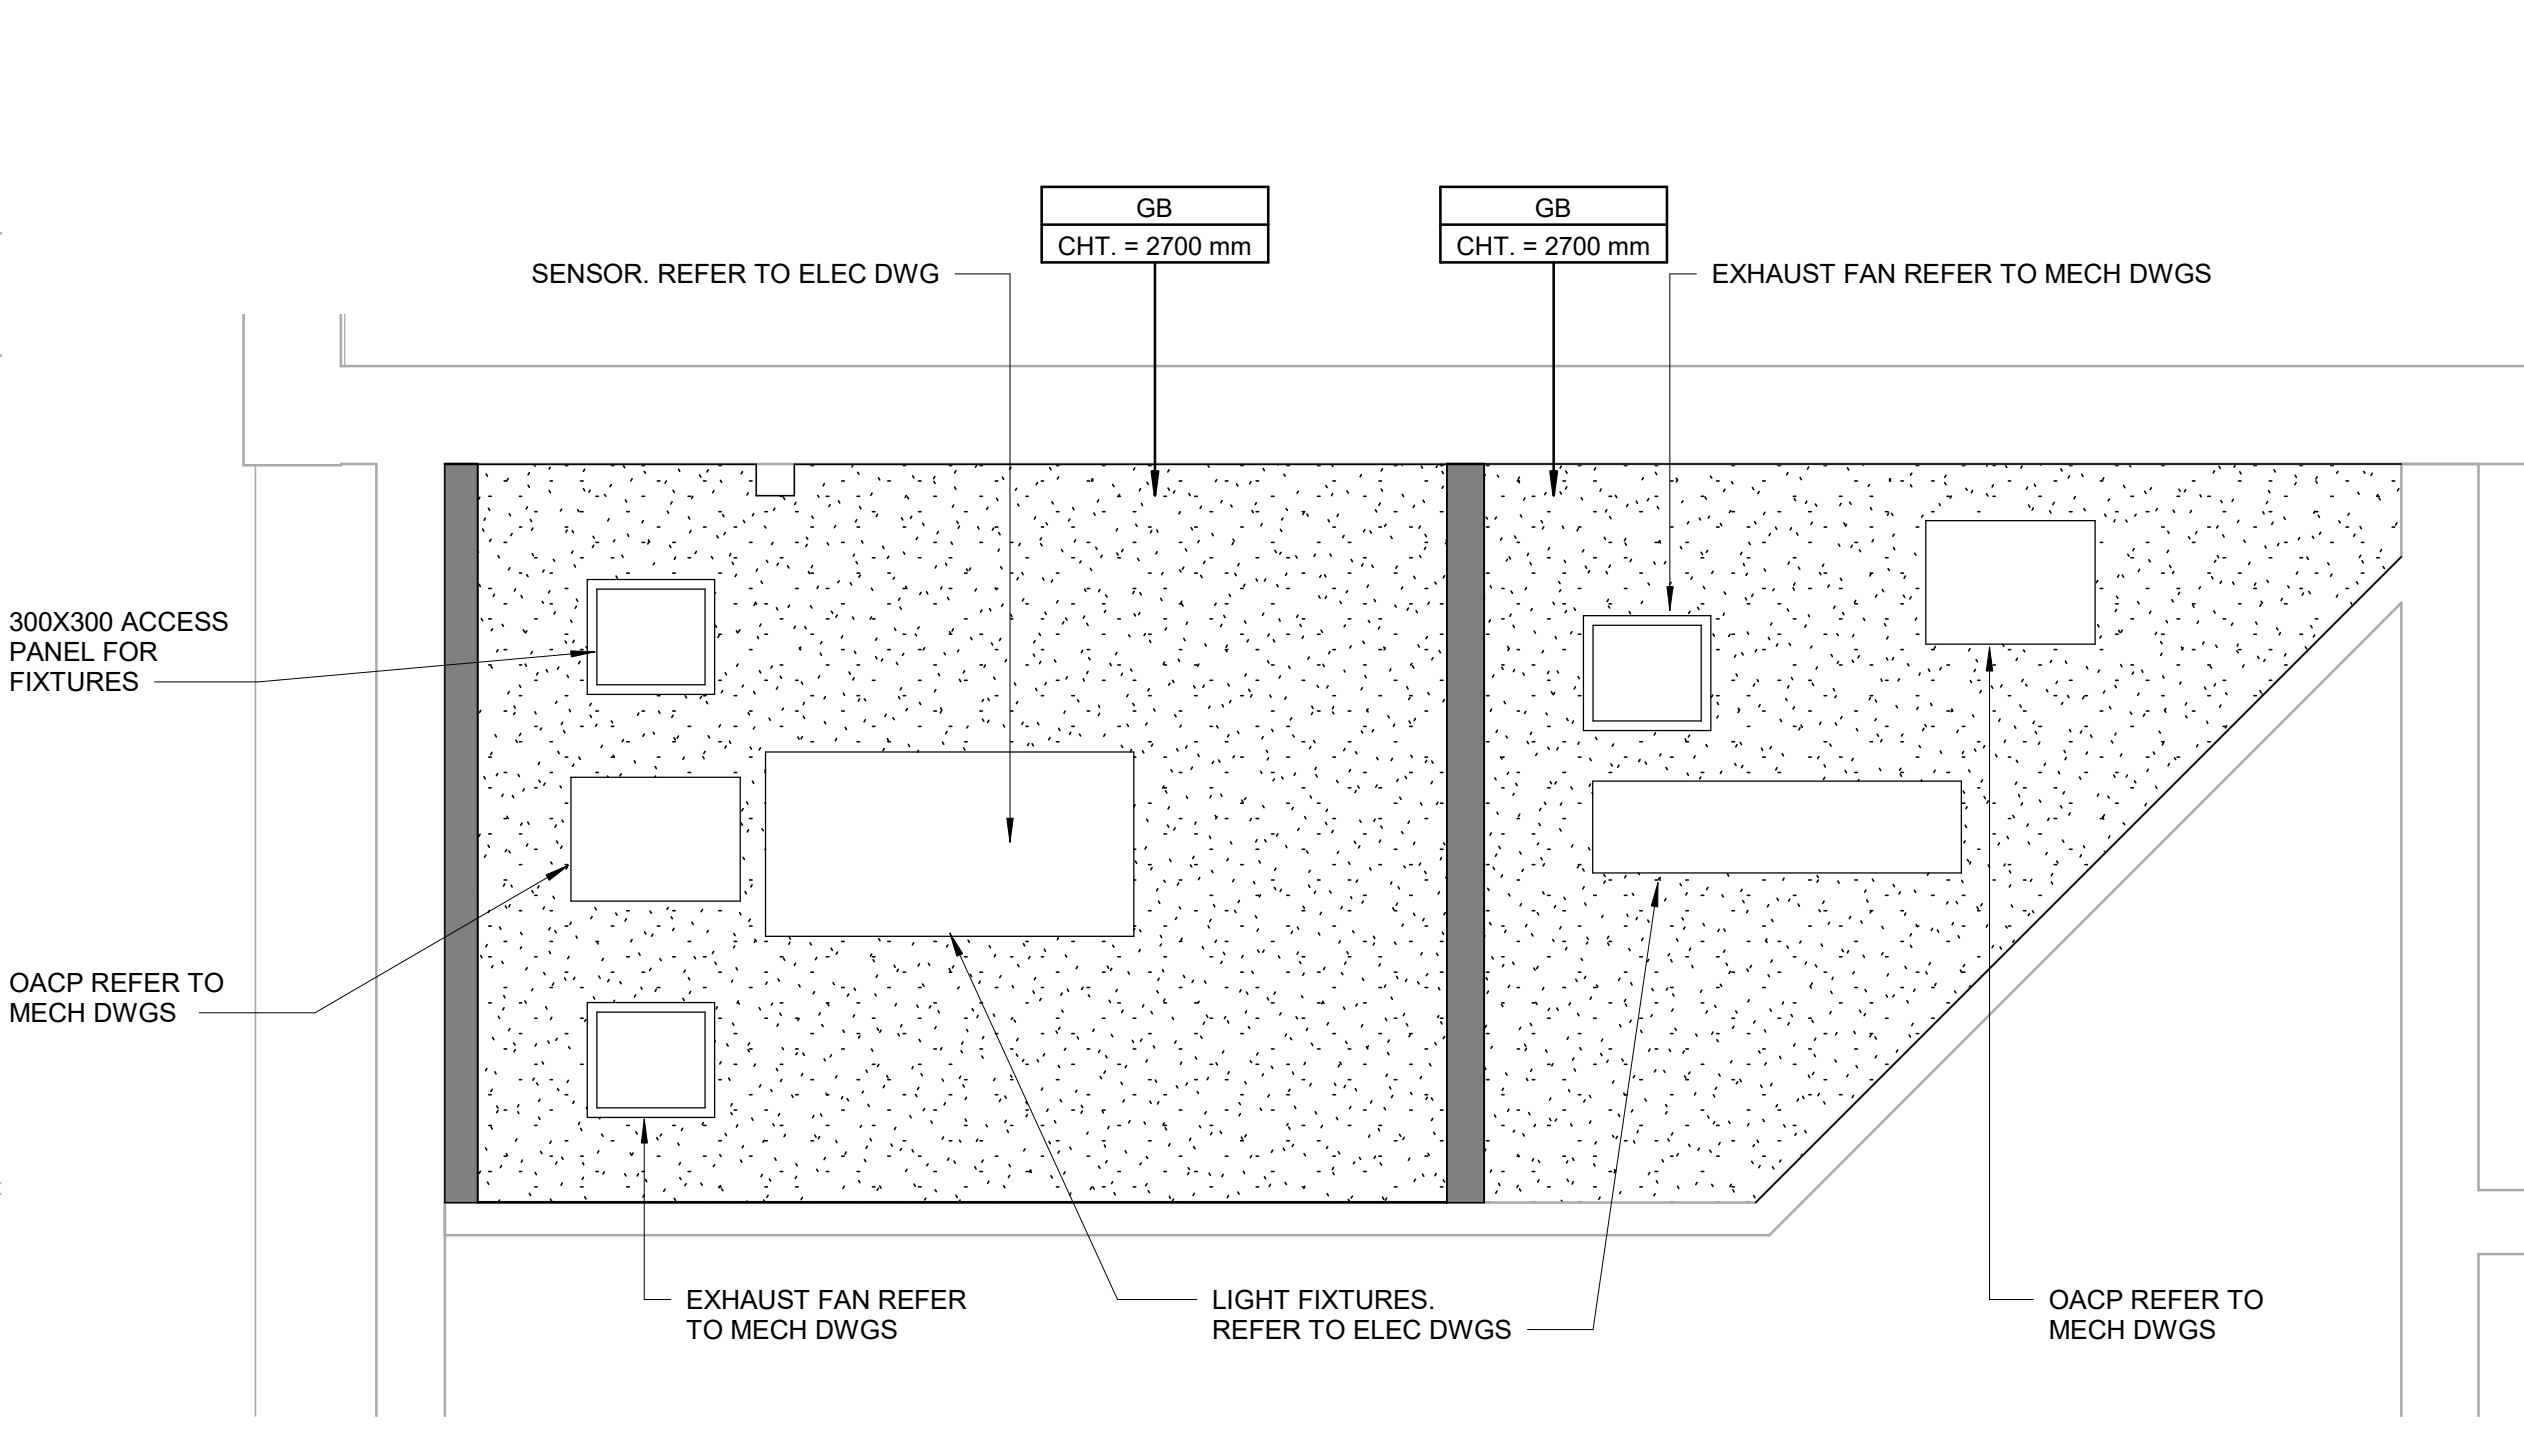 GB
CHT. = 2700 mm
GB
CHT. = 2700 mm
SENSOR. REFER TO ELEC DWG
EXHAUST FAN REFER TO MECH DWGS
300X300 ACCESS
PANEL FOR
FIXTURES
OACP REFER TO
MECH DWGS
EXHAUST FAN REFER
TO MECH DWGS
LIGHT FIXTURES.
REFER TO ELEC DWGS
OACP REFER TO
MECH DWGS